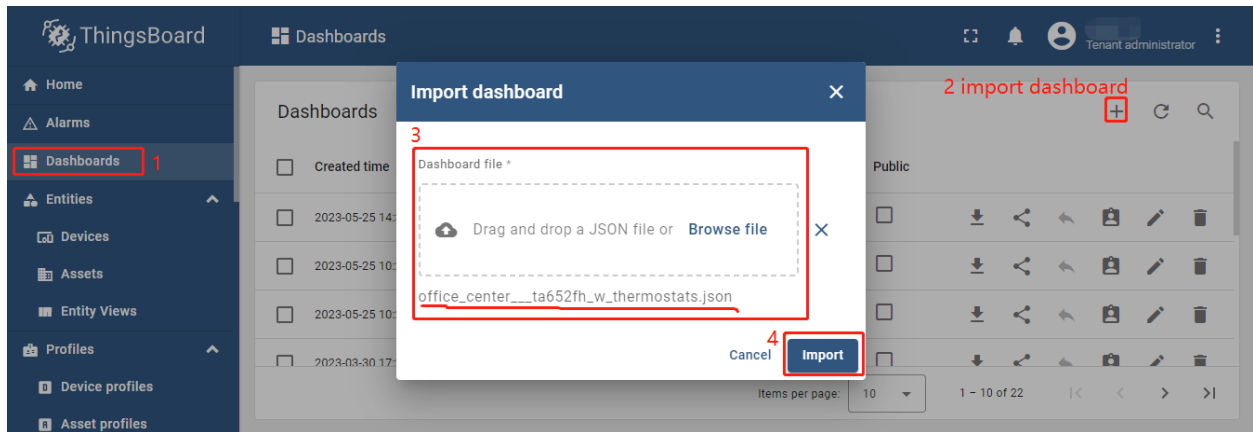 ThingsBoard
Dashboards
Tenant administrator
Home
Alarms
Dashboards
1
Entities
Devices
Assets
Entity Views
Profiles
Device profiles
Asset profiles
Dashboards
2 import dashboard
Created time
Public
2023-05-25 14:
2023-05-25 10:
2023-05-25 10:
2023-03-30 17:
Import dashboard
3
Dashboard file *
Drag and drop a JSON file or Browse file
office_center___ta652fh_w_thermostats.json
4
Cancel
Import
Items per page: 10
1 – 10 of 22